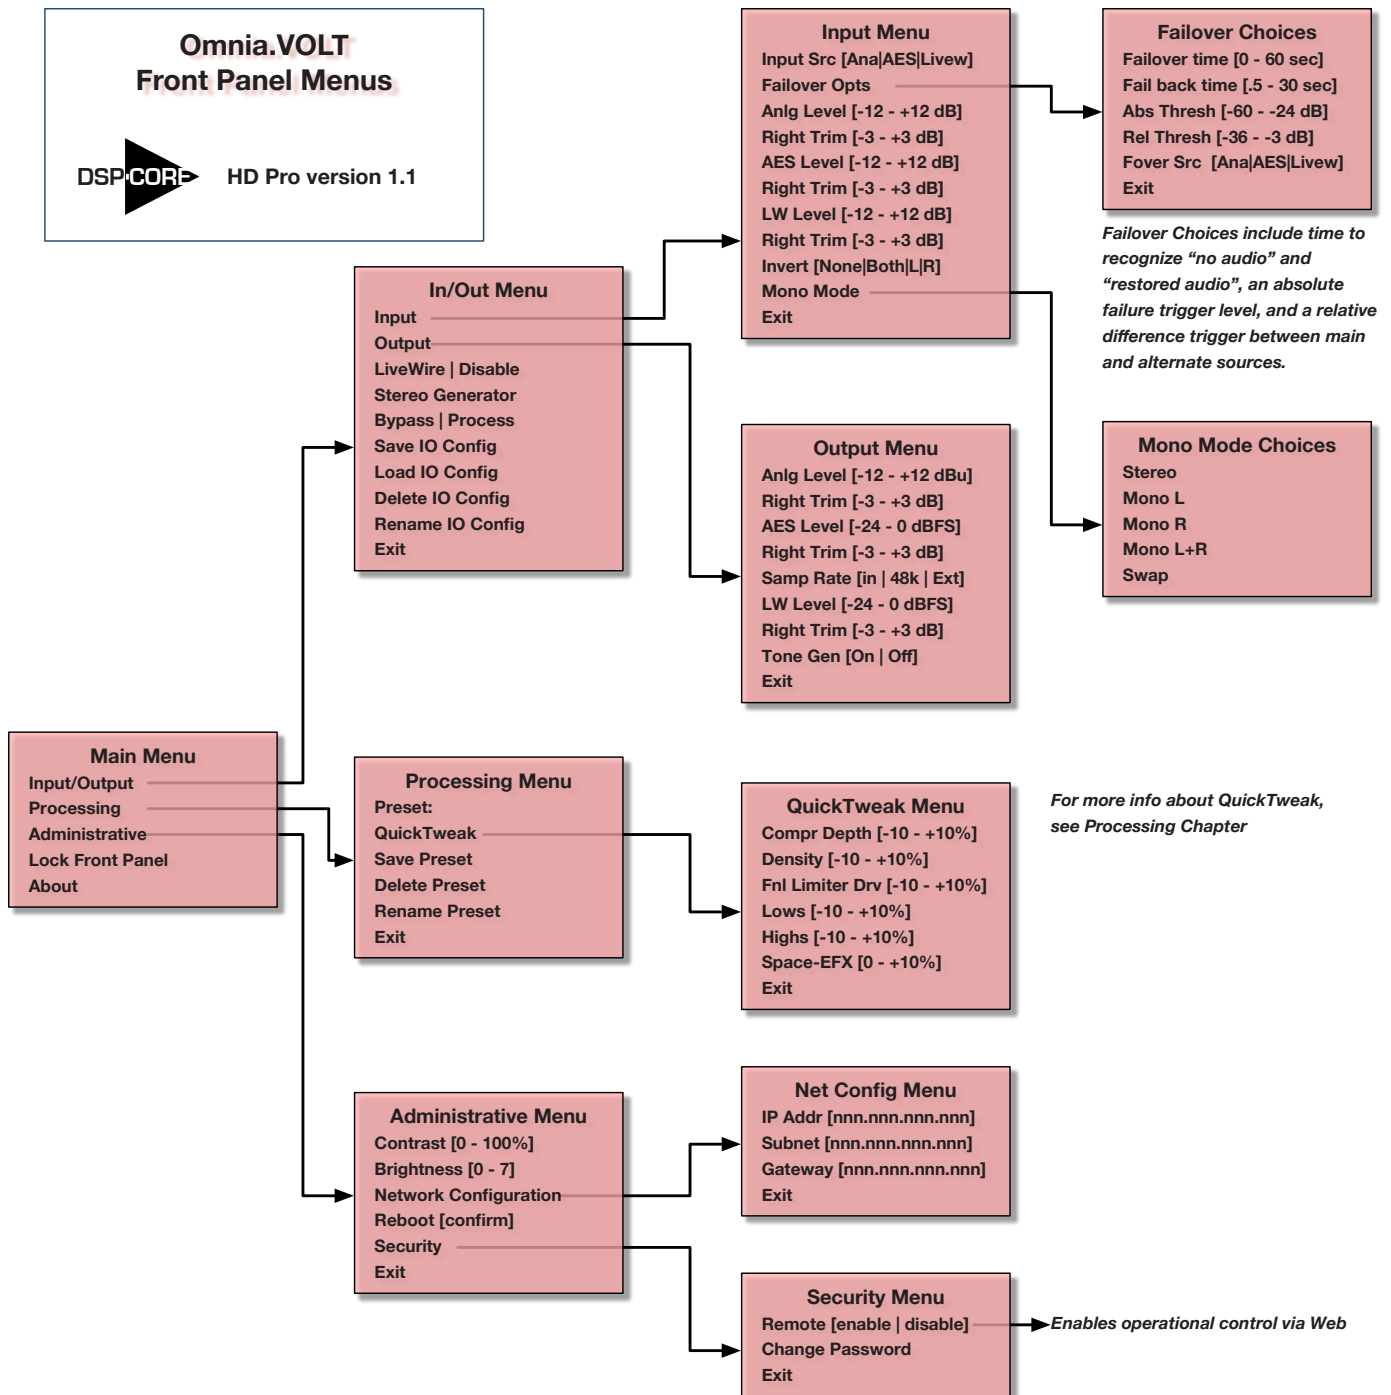 Omnia.VOLT
Front Panel Menus
DSP·CORE
HD Pro version 1.1
Input Menu
Input Src [Ana|AES|Livew]
Failover Opts
Anlg Level [-12 - +12 dB]
Right Trim [-3 - +3 dB]
AES Level [-12 - +12 dB]
Right Trim [-3 - +3 dB]
LW Level [-12 - +12 dB]
Right Trim [-3 - +3 dB]
Invert [None|Both|L|R]
Mono Mode
Exit
Failover Choices
Failover time [0 - 60 sec]
Fail back time [.5 - 30 sec]
Abs Thresh [-60 - -24 dB]
Rel Thresh [-36 - -3 dB]
Fover Src [Ana|AES|Livew]
Exit
Failover Choices include time to
recognize “no audio” and
“restored audio”, an absolute
failure trigger level, and a relative
difference trigger between main
and alternate sources.
In/Out Menu
Input
Output
LiveWire | Disable
Stereo Generator
Bypass | Process
Save IO Config
Load IO Config
Delete IO Config
Rename IO Config
Exit
Output Menu
Anlg Level [-12 - +12 dBu]
Right Trim [-3 - +3 dB]
AES Level [-24 - 0 dBFS]
Right Trim [-3 - +3 dB]
Samp Rate [in | 48k | Ext]
LW Level [-24 - 0 dBFS]
Right Trim [-3 - +3 dB]
Tone Gen [On | Off]
Exit
Mono Mode Choices
Stereo
Mono L
Mono R
Mono L+R
Swap
Main Menu
Input/Output
Processing
Administrative
Lock Front Panel
About
Processing Menu
Preset:
QuickTweak
Save Preset
Delete Preset
Rename Preset
Exit
QuickTweak Menu
Compr Depth [-10 - +10%]
Density [-10 - +10%]
Fnl Limiter Drv [-10 - +10%]
Lows [-10 - +10%]
Highs [-10 - +10%]
Space-EFX [0 - +10%]
Exit
For more info about QuickTweak,
see Processing Chapter
Administrative Menu
Contrast [0 - 100%]
Brightness [0 - 7]
Network Configuration
Reboot [confirm]
Security
Exit
Net Config Menu
IP Addr [nnn.nnn.nnn.nnn]
Subnet [nnn.nnn.nnn.nnn]
Gateway [nnn.nnn.nnn.nnn]
Exit
Security Menu
Remote [enable | disable]
Change Password
Exit
Enables operational control via Web